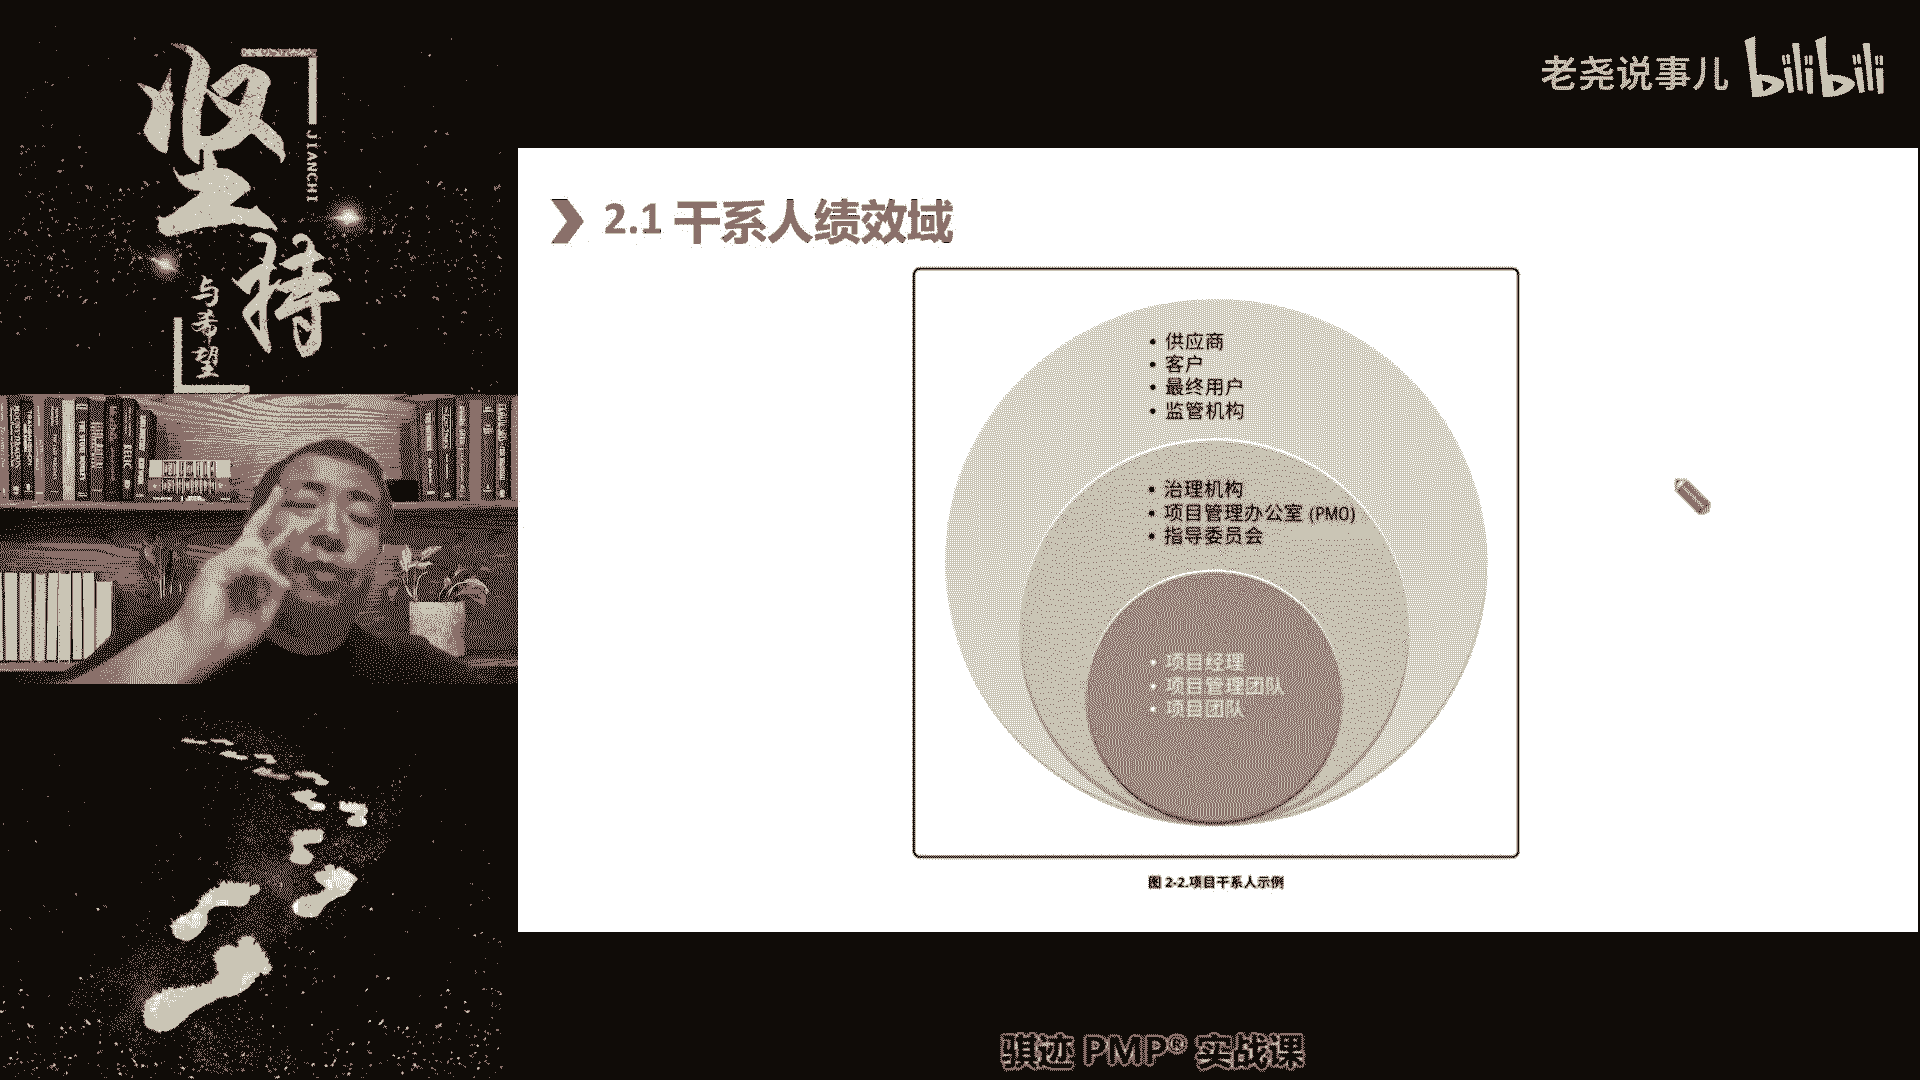 坚持
JIANCHI
与希望
老尧说事儿 bilibili
2.1 干系人绩效域
• 供应商
• 客户
• 最终用户
• 监管机构
• 治理机构
• 项目管理办公室 (PMO)
• 指导委员会
• 项目经理
• 项目管理团队
• 项目团队
图 2-2.项目干系人示例
骐迹 PMP® 实战课